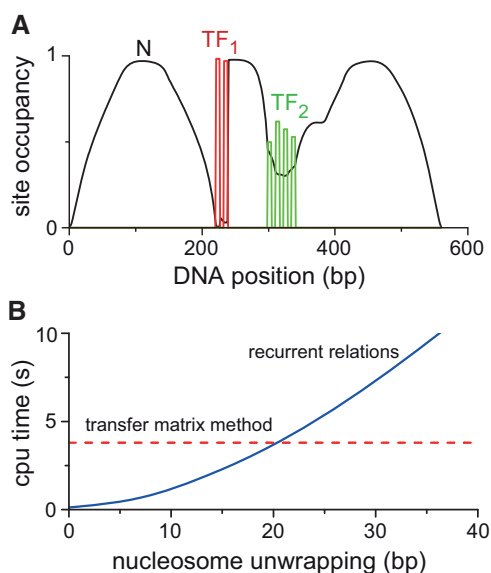 A
N
TF1
TF2
1
0
site occupancy
0
200
400
600
DNA position (bp)
B
10
5
0
cpu time (s)
recurrent relations
transfer matrix method
0
10
20
30
40
nucleosome unwrapping (bp)